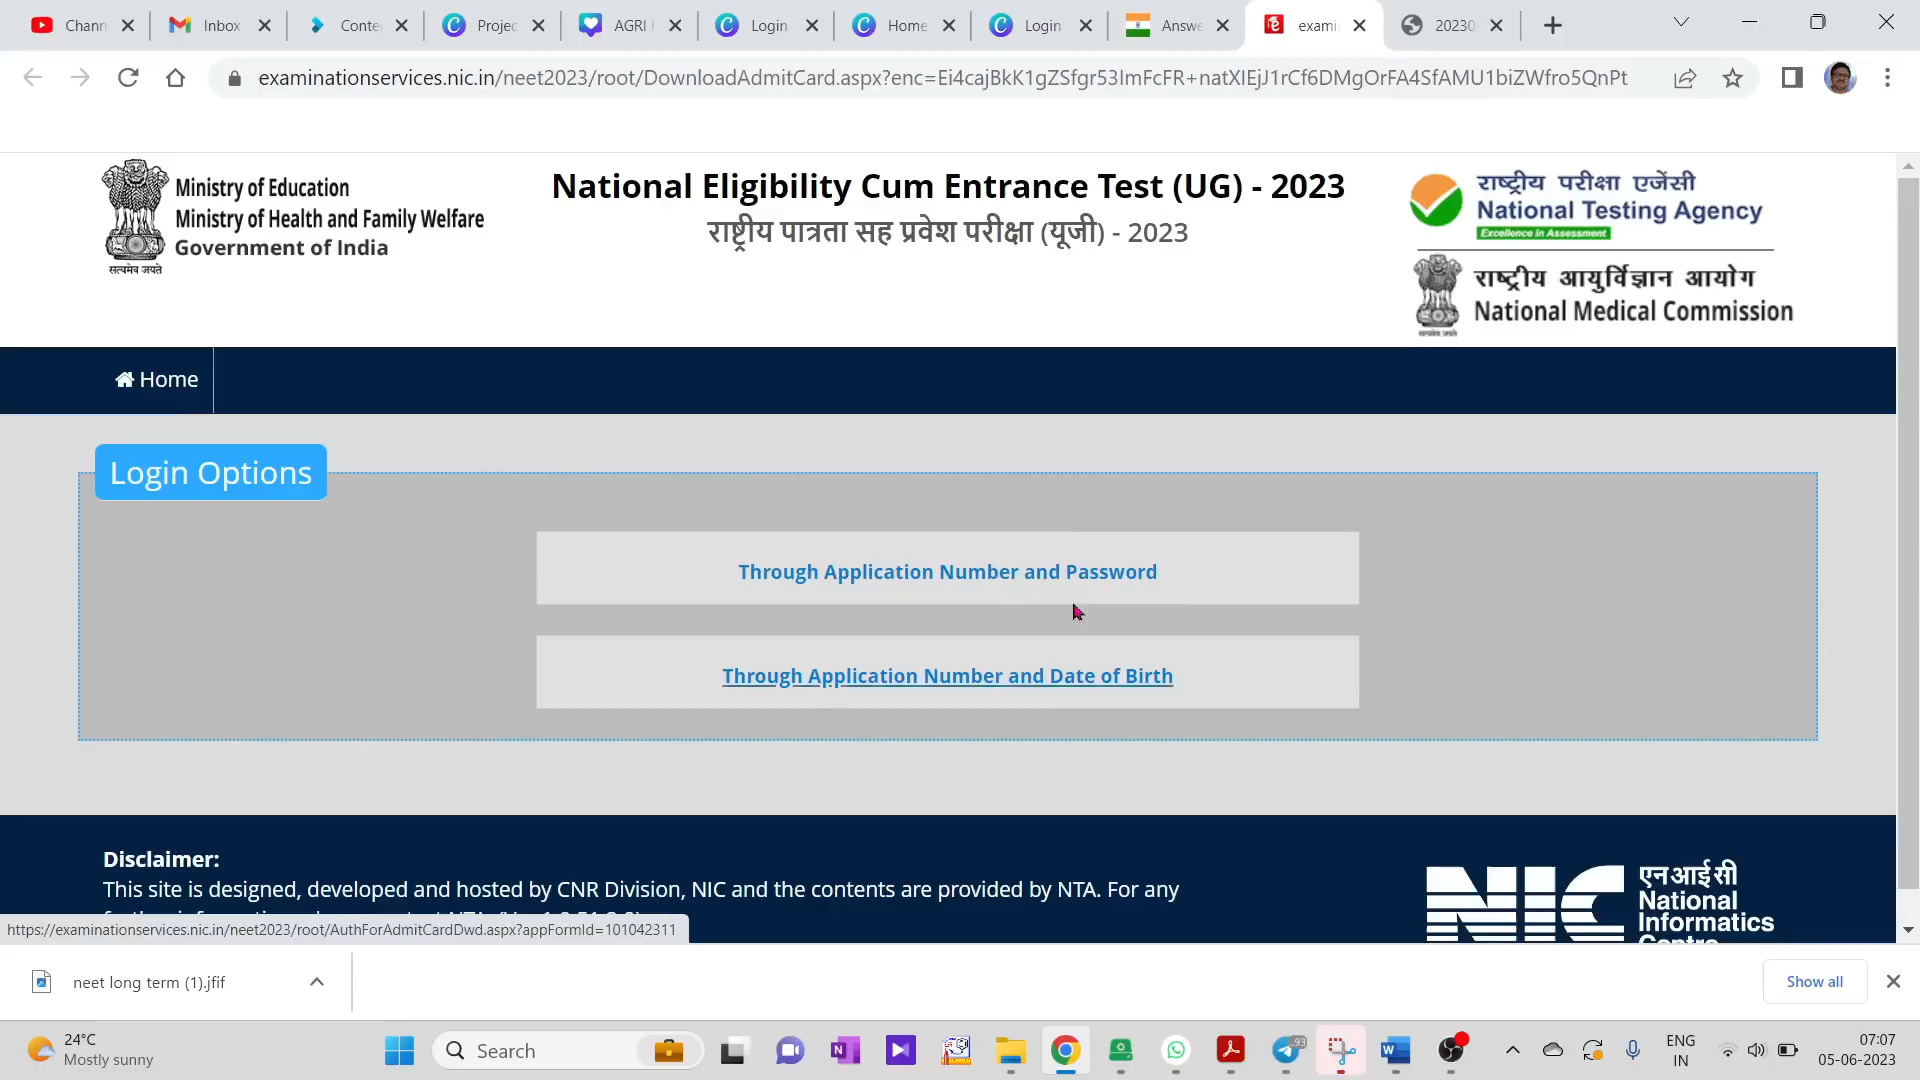 Chann
Inbox
Conte
Projec
AGRI
Login
Home
Login
Answe
exami
20230
examinationservices.nic.in/neet2023/root/DownloadAdmitCard.aspx?enc=Ei4cajBkK1gZSfgr53ImFcFR+natXIEjJ1rCf6DMgOrFA4SfAMU1biZWfro5QnPt
Ministry of Education
Ministry of Health and Family Welfare
Government of India
सत्यमेव जयते
National Eligibility Cum Entrance Test (UG) - 2023
राष्ट्रीय पात्रता सह प्रवेश परीक्षा (यूजी) - 2023
राष्ट्रीय परीक्षा एजेंसी
National Testing Agency
Excellence in Assessment
राष्ट्रीय आयुर्विज्ञान आयोग
National Medical Commission
Home
Login Options
Through Application Number and Password
Through Application Number and Date of Birth
Disclaimer:
This site is designed, developed and hosted by CNR Division, NIC and the contents are provided by NTA. For any
NIC
एनआईसी
National
Informatics
Centre
https://examinationservices.nic.in/neet2023/root/AuthForAdmitCardDwd.aspx?appFormId=101042311
neet long term (1).jfif
Show all
24°C
Mostly sunny
Search
93
ENG
IN
07:07
05-06-2023